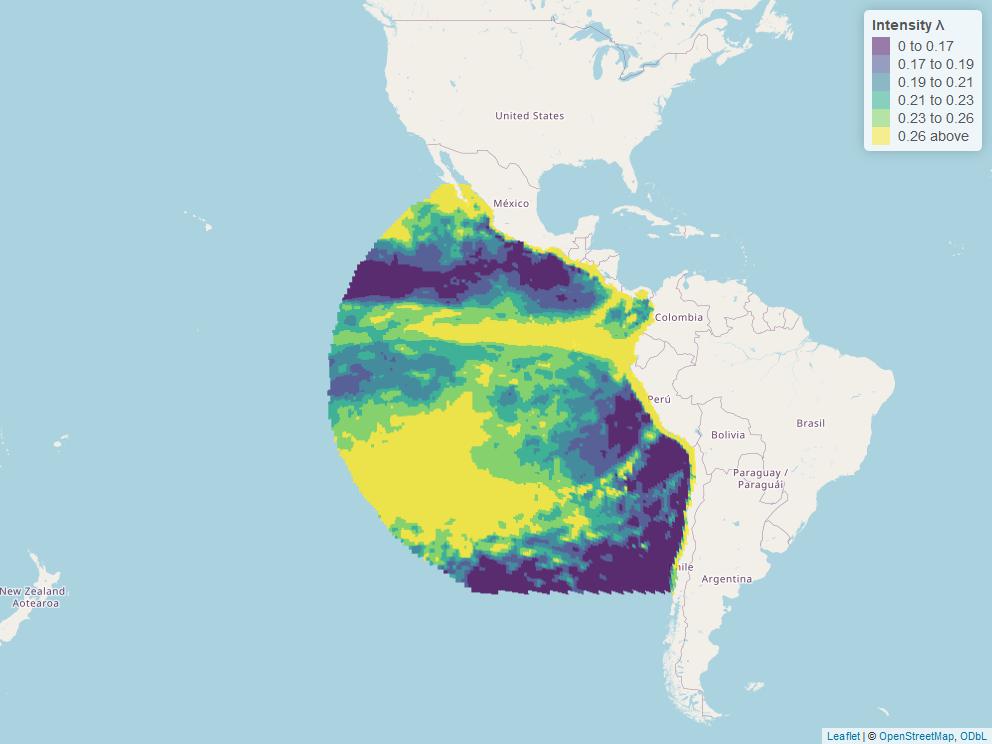 Intensity λ
0 to 0.17
0.17 to 0.19
0.19 to 0.21
0.21 to 0.23
0.23 to 0.26
0.26 above
United States
México
Colombia
Perú
Brasil
Bolivia
Paraguay /
Paraguái
hile
Argentina
New Zealand
Aotearoa
Leaflet | © OpenStreetMap, ODbL